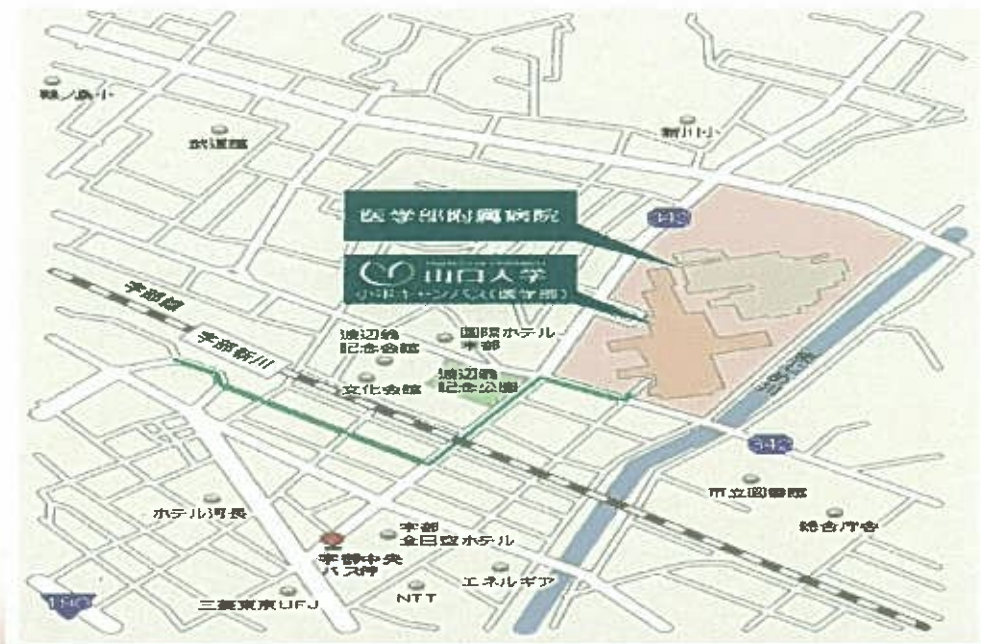 武道館
新川小
342
医学部附属病院
山口大学
小串キャンパス(医学部)
宇部線
宇部新川
渡辺翁
記念会館
国際ホテル
宇部
文化会館
渡辺翁
記念公園
342
市立図書館
総合庁舎
ホテル河長
宇部
全日空ホテル
宇部中央
バス停
エネルギア
NTT
三菱東京UFJ
190